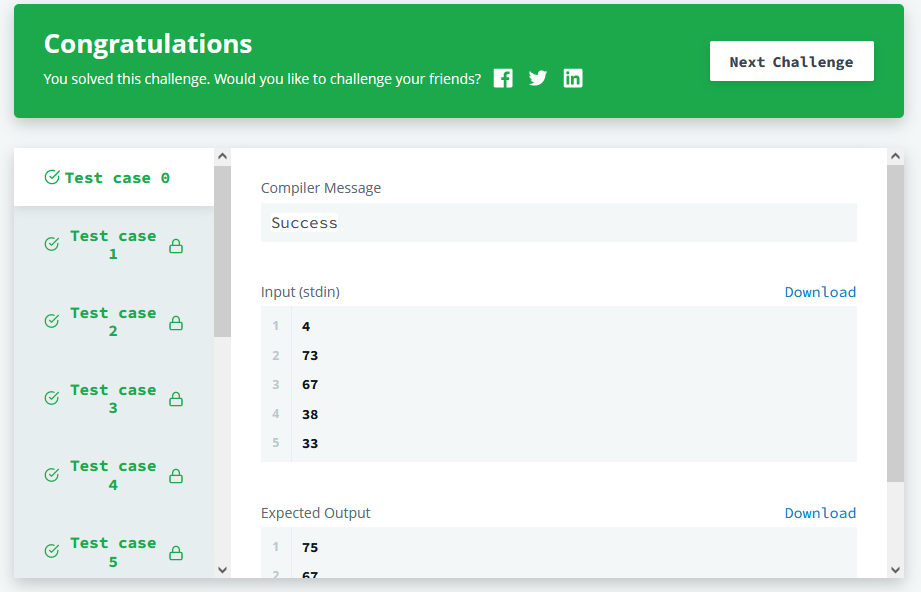 Congratulations
You solved this challenge. Would you like to challenge your friends?
Next Challenge
Test case 0
Test case
1
Test case
2
Test case
3
Test case
4
Test case
5
Compiler Message
Success
Input (stdin)
Download
1 4
2 73
3 67
4 38
5 33
Expected Output
Download
1 75
2 67